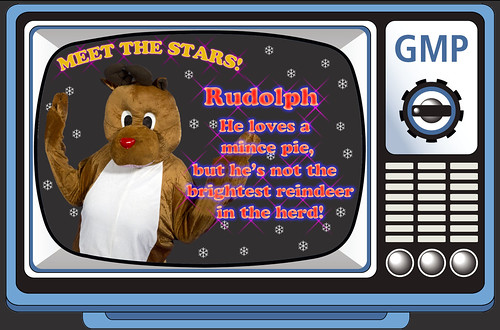 MEET THE STARS!
GMP
Rudolph
He loves a
mince pie,
but he's not the
brightest reindeer
in the herd!